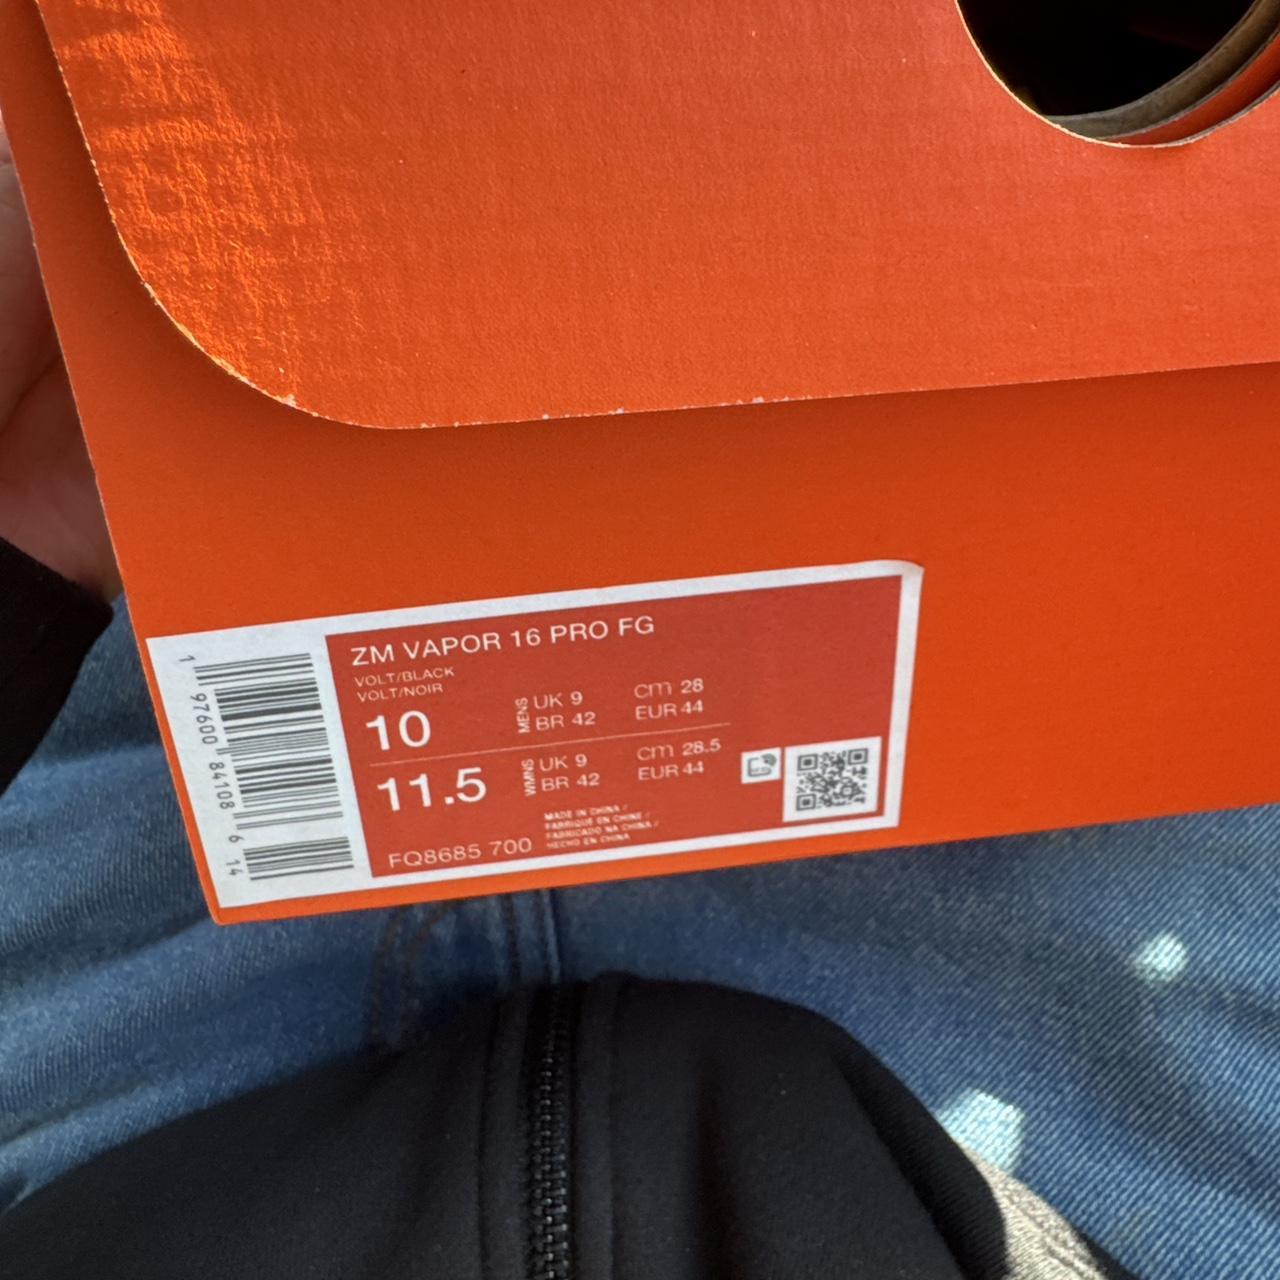 ZM VAPOR 16 PRO FG
VOLT/BLACK
VOLT/NOIR
10
MENS
UK 9
BR 42
cm 28
EUR 44
11.5
WMNS
UK 9
BR 42
cm 28.5
EUR 44
FQ8685 700
MADE IN CHINA /
FABRIQUÉ EN CHINE /
FABRICADO NA CHINA /
HECHO EN CHINA
1 97600 84108 6 14